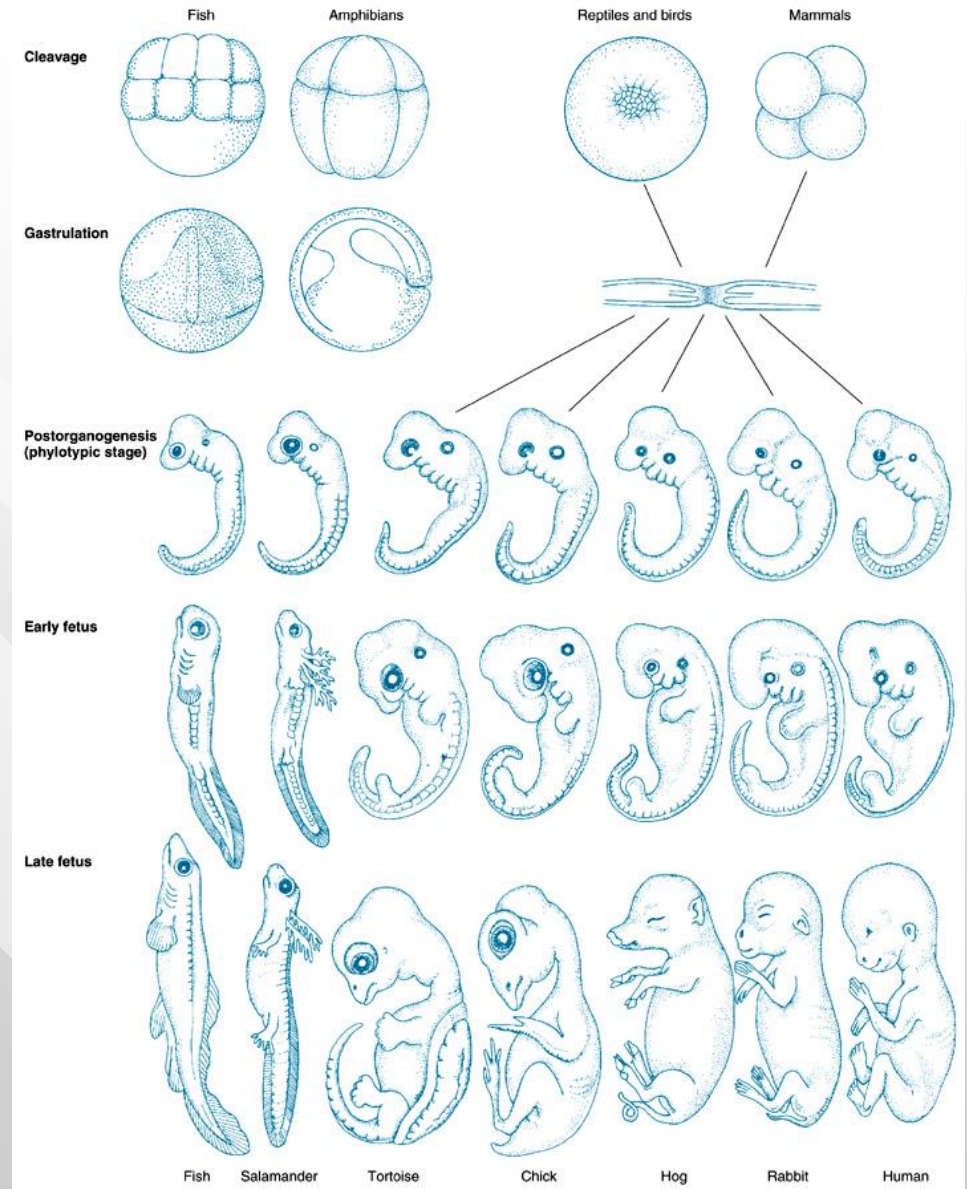 Fish
Amphibians
Reptiles and birds
Mammals
Cleavage
Gastrulation
Postorganogenesis
(phylotypic stage)
Early fetus
Late fetus
Fish
Salamander
Tortoise
Chick
Hog
Rabbit
Human